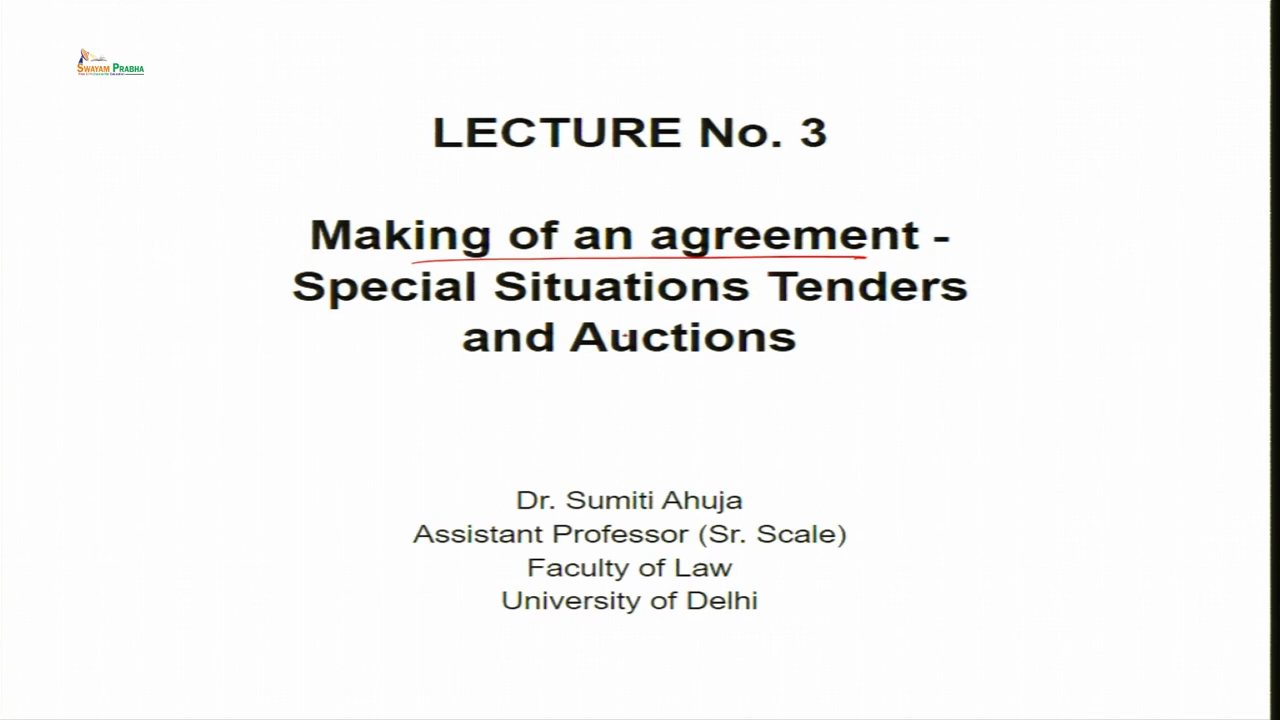 SWAYAM PRABHA
LECTURE No. 3
Making of an agreement -
Special Situations Tenders
and Auctions
Dr. Sumiti Ahuja
Assistant Professor (Sr. Scale)
Faculty of Law
University of Delhi